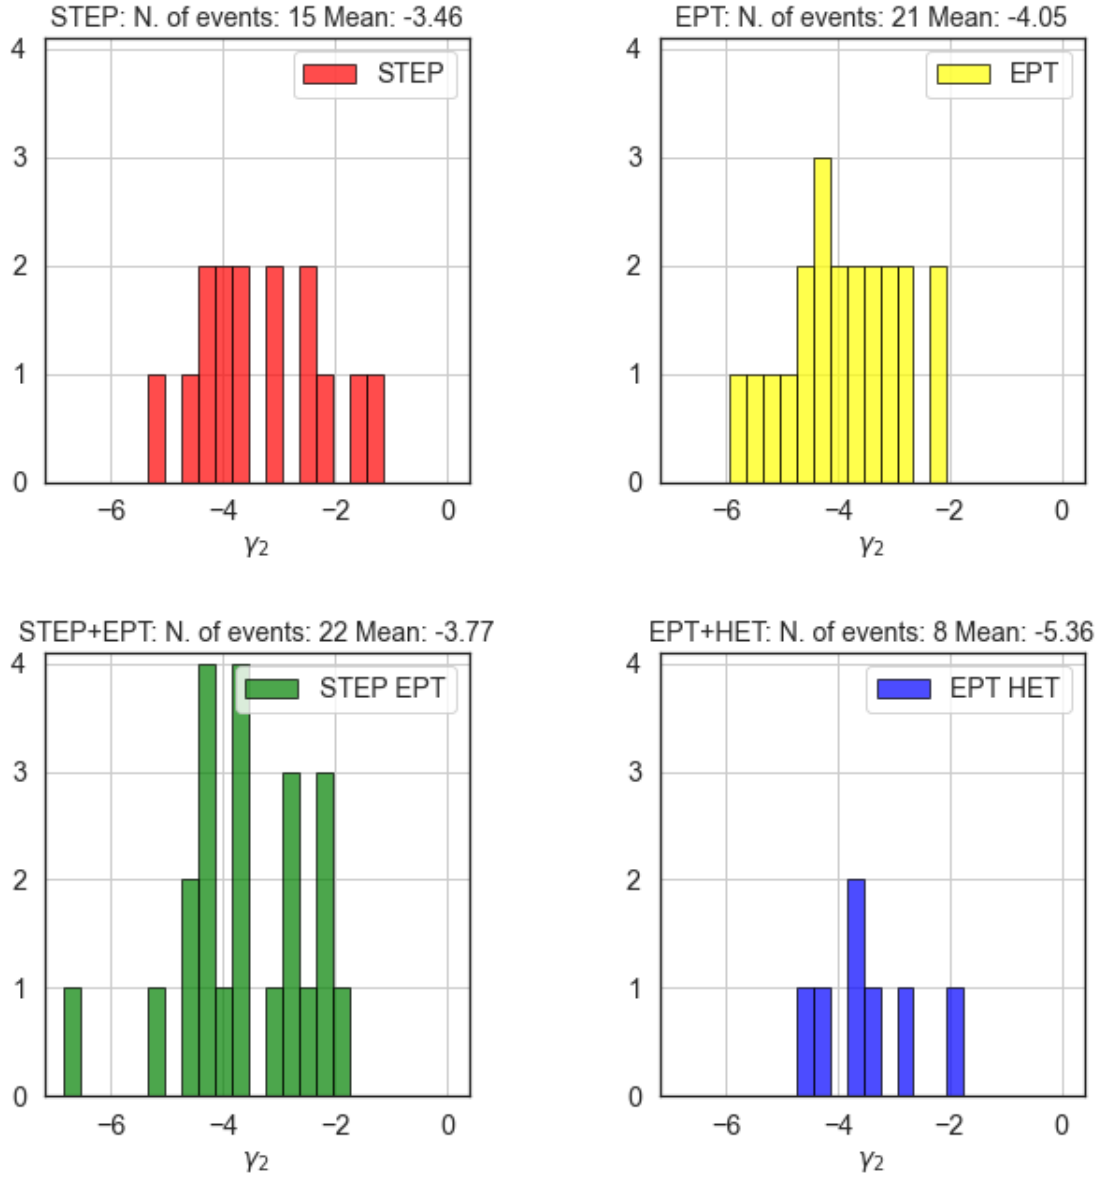 STEP: N. of events: 15 Mean: -3.46
4
3
2
1
0
STEP
−6 −4 −2 0
γ₂
EPT: N. of events: 21 Mean: -4.05
4
3
2
1
0
EPT
−6 −4 −2 0
γ₂
STEP+EPT: N. of events: 22 Mean: -3.77
4
3
2
1
0
STEP EPT
−6 −4 −2 0
γ₂
EPT+HET: N. of events: 8 Mean: -5.36
4
3
2
1
0
EPT HET
−6 −4 −2 0
γ₂